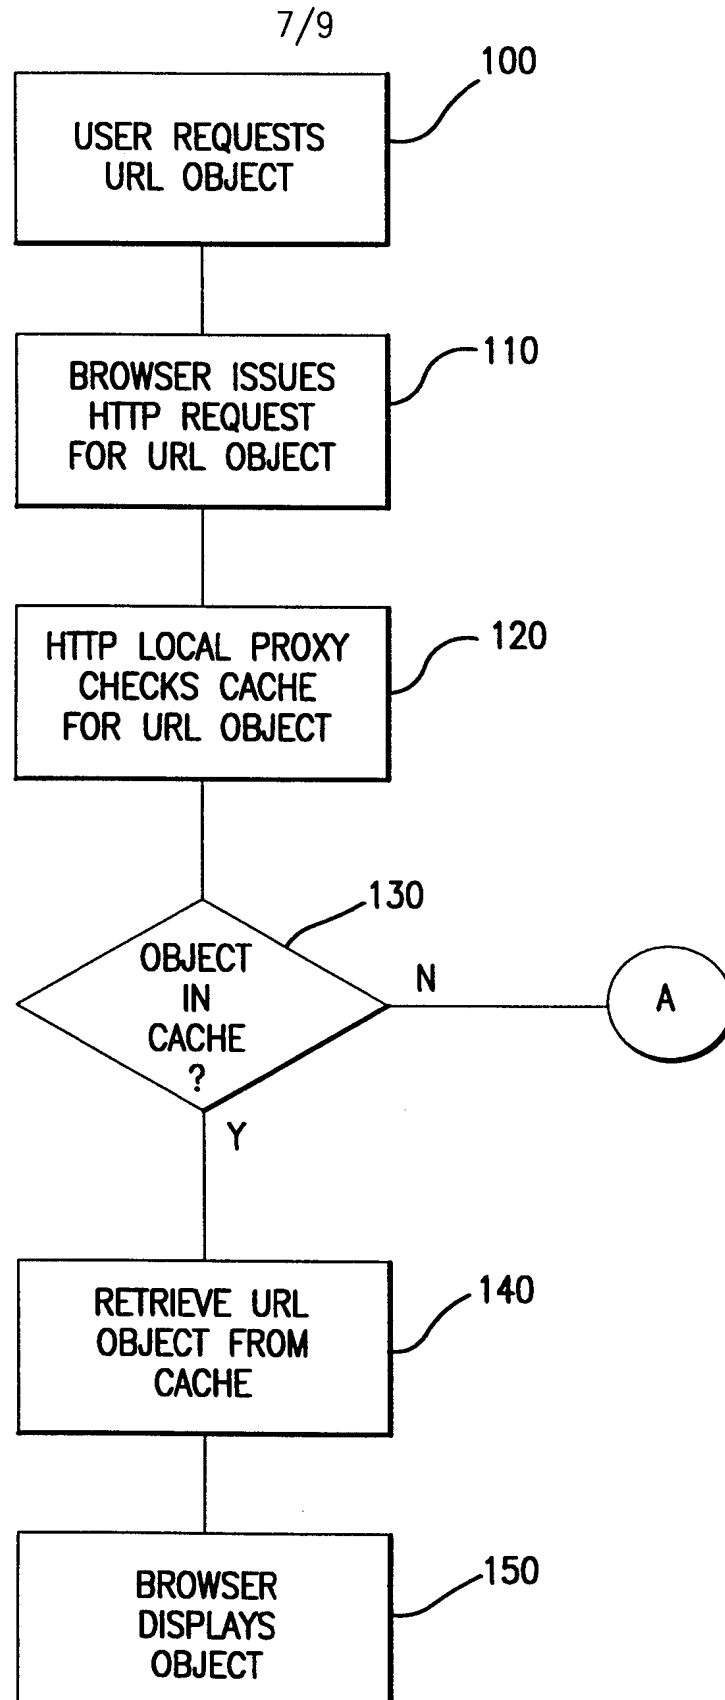 7/9
100
USER REQUESTS
URL OBJECT
110
BROWSER ISSUES
HTTP REQUEST
FOR URL OBJECT
120
HTTP LOCAL PROXY
CHECKS CACHE
FOR URL OBJECT
130
OBJECT
IN
CACHE
?
N
A
Y
140
RETRIEVE URL
OBJECT FROM
CACHE
150
BROWSER
DISPLAYS
OBJECT